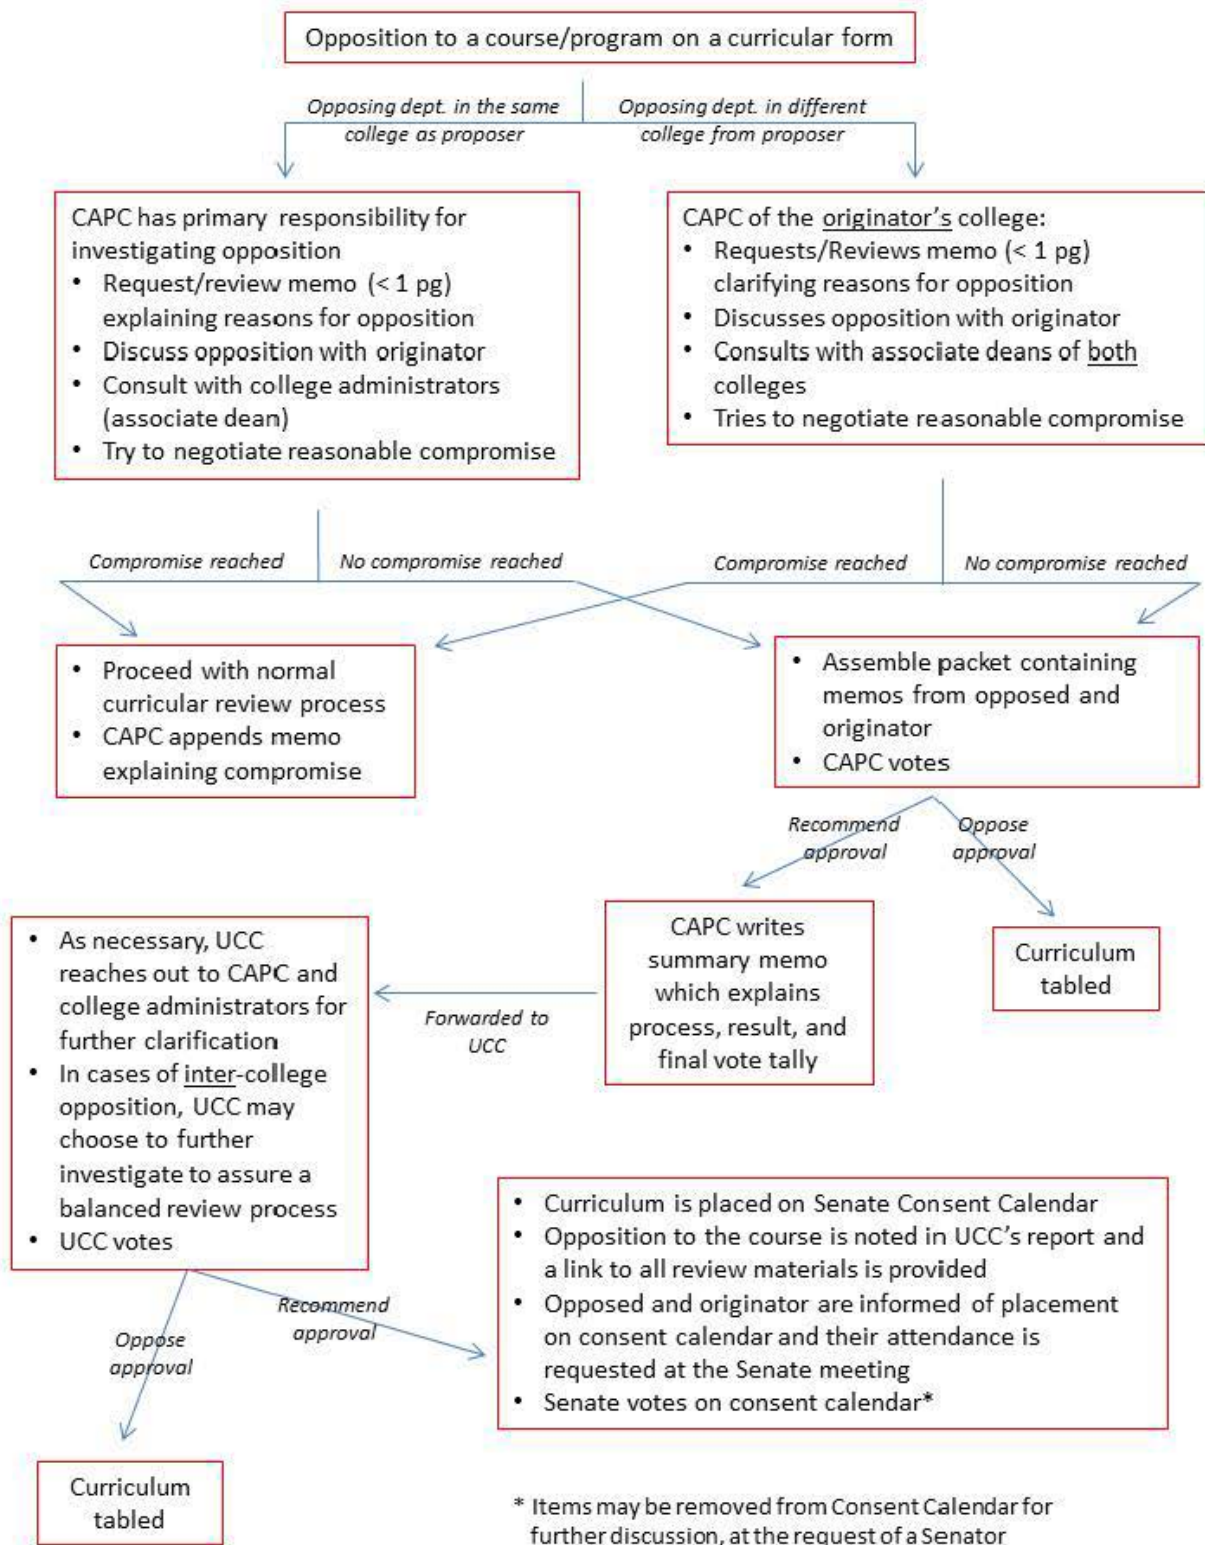 Opposition to a course/program on a curricular form
Opposing dept. in the same
college as proposer
Opposing dept. in different
college from proposer
CAPC has primary responsibility for
investigating opposition
• Request/review memo (< 1 pg)
explaining reasons for opposition
• Discuss opposition with originator
• Consult with college administrators
(associate dean)
• Try to negotiate reasonable compromise
CAPC of the originator's college:
• Requests/Reviews memo (< 1 pg)
clarifying reasons for opposition
• Discusses opposition with originator
• Consults with associate deans of both
colleges
• Tries to negotiate reasonable compromise
Compromise reached
No compromise reached
Compromise reached
No compromise reached
• Proceed with normal
curricular review process
• CAPC appends memo
explaining compromise
• Assemble packet containing
memos from opposed and
originator
• CAPC votes
Recommend
approval
Oppose
approval
• As necessary, UCC
reaches out to CAPC and
college administrators for
further clarification
• In cases of inter-college
opposition, UCC may
choose to further
investigate to assure a
balanced review process
• UCC votes
Forwarded to
UCC
CAPC writes
summary memo
which explains
process, result, and
final vote tally
Curriculum
tabled
Oppose
approval
Recommend
approval
• Curriculum is placed on Senate Consent Calendar
• Opposition to the course is noted in UCC's report and
a link to all review materials is provided
• Opposed and originator are informed of placement
on consent calendar and their attendance is
requested at the Senate meeting
• Senate votes on consent calendar*
Curriculum
tabled
* Items may be removed from Consent Calendar for
further discussion, at the request of a Senator